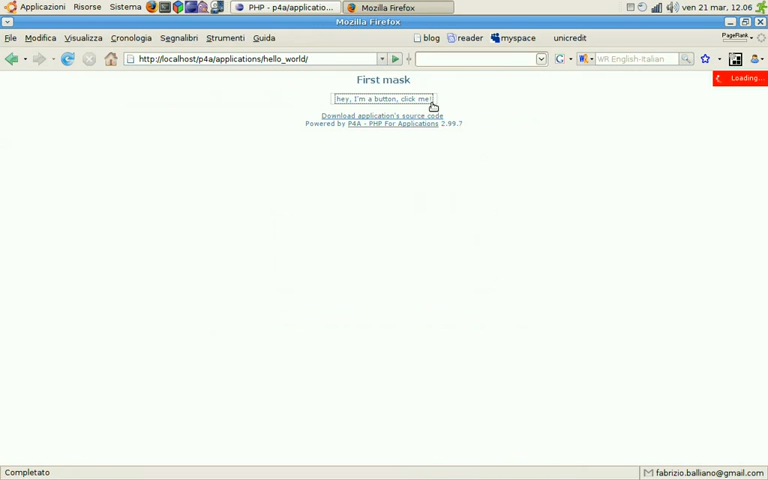 Applicazioni Risorse Sistema PHP - p4a/applicatio... Mozilla Firefox ven 21 mar, 12.06
Mozilla Firefox
File Modifica Visualizza Cronologia Segnalibri Strumenti Guida blog reader myspace unicredit PageRank
http://localhost/p4a/applications/hello_world/ G WR English-Italian
First mask
Loading...
hey, I'm a button, click me!
Download application's source code
Powered by P4A - PHP For Applications 2.99.7
Completato fabrizio.balliano@gmail.com